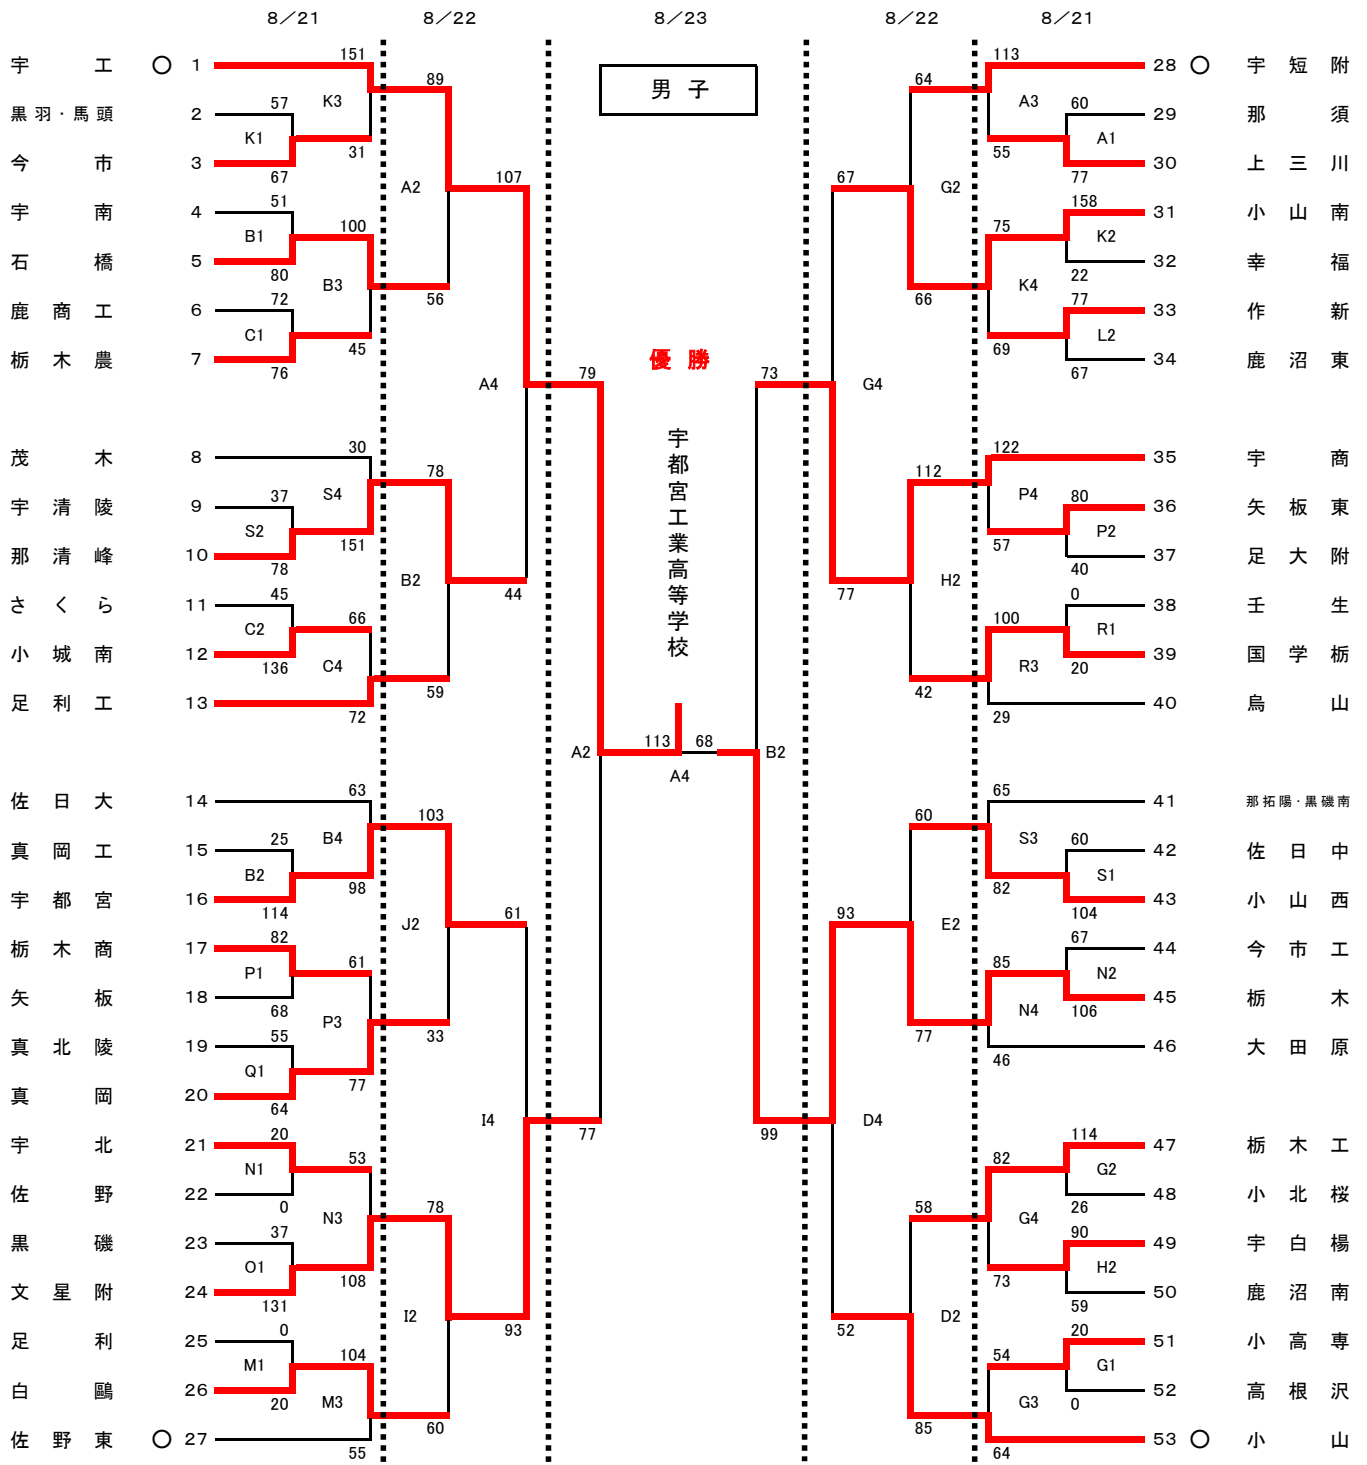 8／21 8／22 8／23 8／22 8／21
男子
宇工 ○ 1 151
K3
黒羽・馬頭 2 57
K1
今市 3 67 31
89
A2
宇南 4 51
B1 100
石橋 5 80
B3
鹿商工 6 72
C1
栃木農 7 76 45
56
107
A4
茂木 8 30
S4
宇清陵 9 37
S2
那清峰 10 78 151
78
B2
さくら 11 45
C2 66
小城南 12 136
C4
足利工 13 72
59
44
79
A2
佐日大 14 63
B4
真岡工 15 25
B2
宇都宮 16 114 98
103
J2
栃木商 17 82
P1 61
矢板 18 68
P3
真北陵 19 55
Q1
真岡 20 64 77
33
61
I4
宇北 21 20
N1 53
佐野 22 0
N3
黒磯 23 37
O1
文星附 24 131 108
78
I2
足利 25 0
M1 104
白鷗 26 20
M3
佐野東 ○ 27 55
60
93
77
優勝
宇都宮工業高等学校
113 68
A4
113 28 ○ 宇短附
A3
60 29 那須
A1
55 77 30 上三川
64
G2
158 31 小山南
75 K2
22 32 幸福
K4
77 33 作新
L2
69 67 34 鹿沼東
66
67
G4
122 35 宇商
P4
80 36 矢板東
P2
57 40 37 足大附
112
H2
0 38 壬生
100 R1
20 39 国学栃
R3
29 40 烏山
42
77
73
B2
65 41 那拓陽・黒磯南
S3
60 42 佐日中
S1
82 104 43 小山西
60
E2
67 44 今市工
85 N2
106 45 栃木
N4
46 46 大田原
77
93
D4
114 47 栃木工
82 G2
26 48 小北桜
G4
90 49 宇白楊
H2
73 59 50 鹿沼南
58
D2
20 51 小高専
54 G1
0 52 高根沢
G3
64 53 ○ 小山
85
52
99